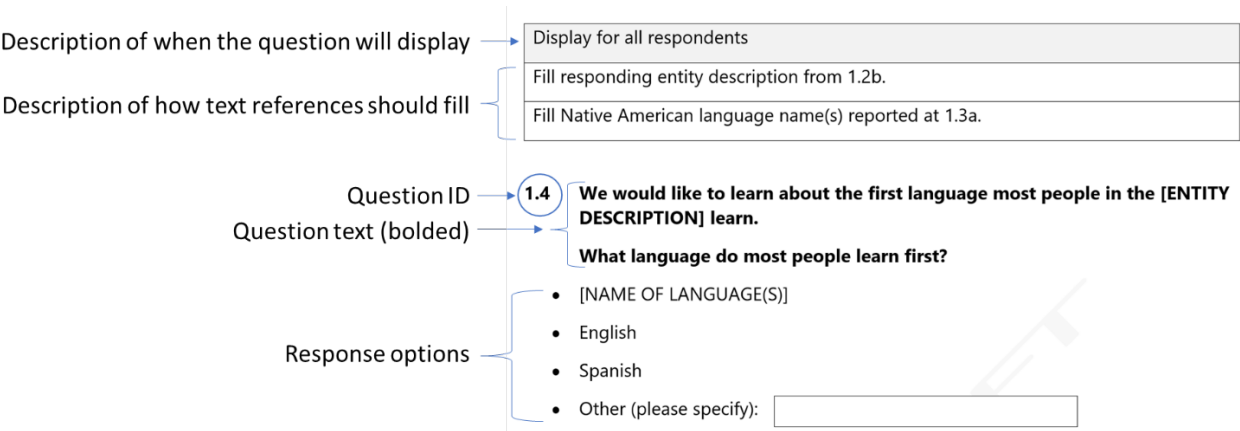 Description of when the question will display
Display for all respondents
Description of how text references should fill
Fill responding entity description from 1.2b.
Fill Native American language name(s) reported at 1.3a.
Question ID
1.4
Question text (bolded)
We would like to learn about the first language most people in the [ENTITY
DESCRIPTION] learn.
What language do most people learn first?
Response options
• [NAME OF LANGUAGE(S)]
• English
• Spanish
• Other (please specify):